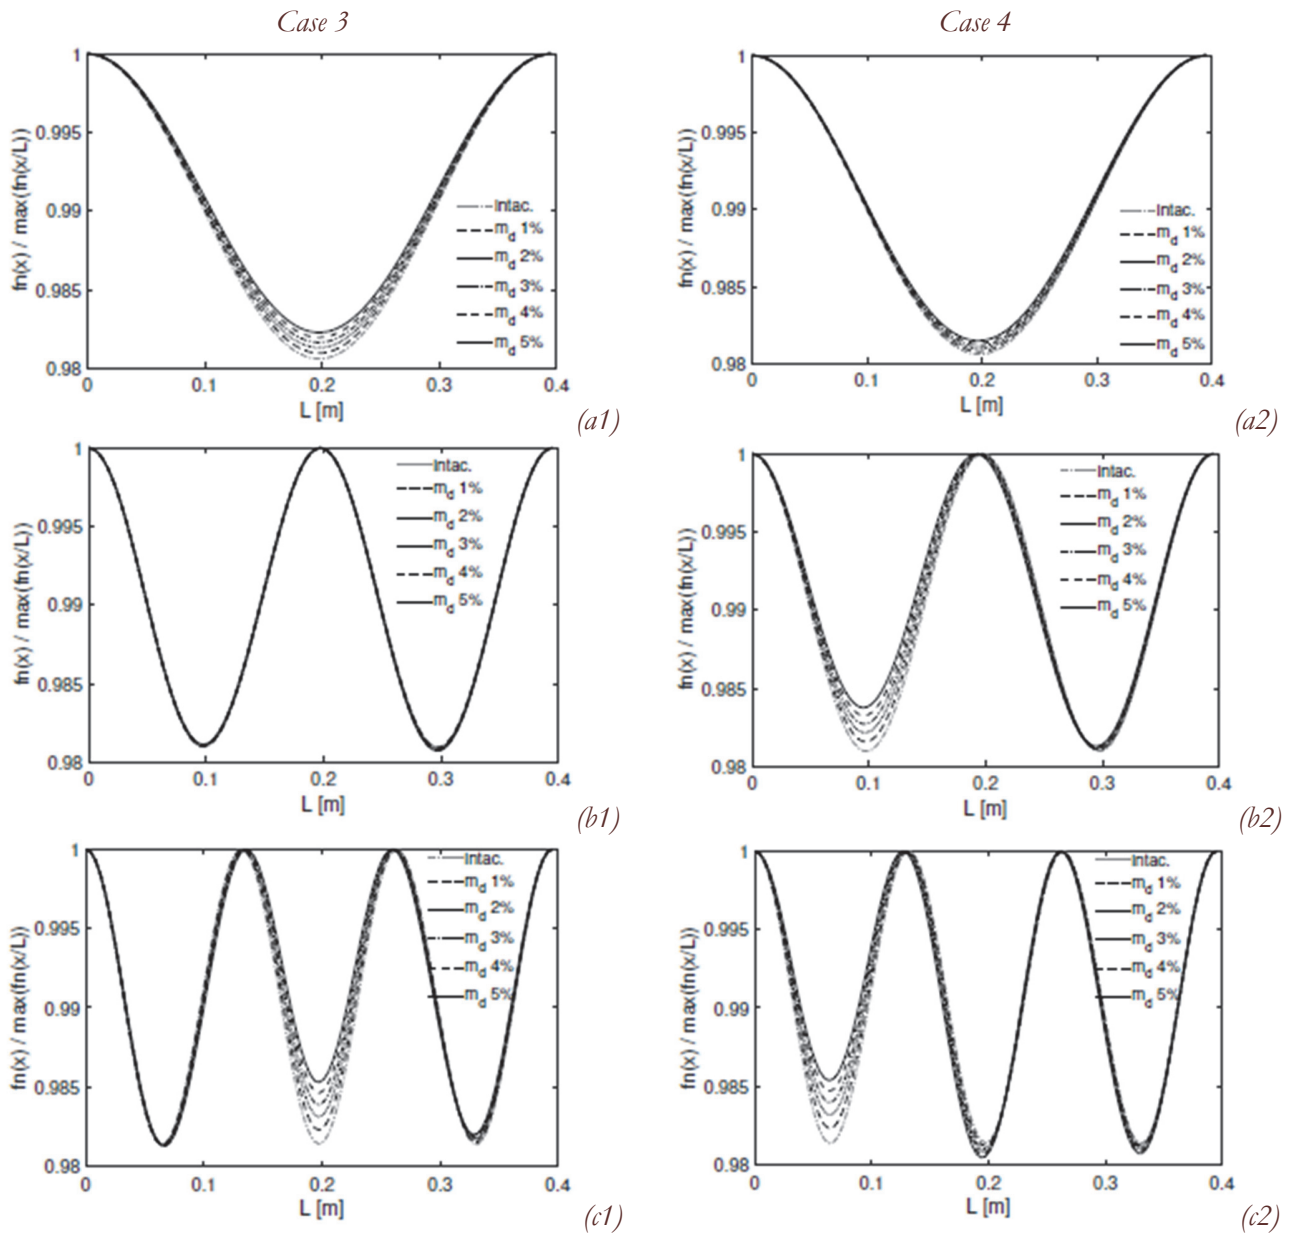 Case 3
1
0.995
0.99
0.985
0.98
fn(x) / max(fn(x/L))
Intac.
m_d 1%
m_d 2%
m_d 3%
m_d 4%
m_d 5%
0 0.1 0.2 0.3 0.4
L [m]
(a1)
Case 4
1
0.995
0.99
0.985
0.98
fn(x) / max(fn(x/L))
Intac.
m_d 1%
m_d 2%
m_d 3%
m_d 4%
m_d 5%
0 0.1 0.2 0.3 0.4
L [m]
(a2)
1
0.995
0.99
0.985
0.98
fn(x) / max(fn(x/L))
Intac.
m_d 1%
m_d 2%
m_d 3%
m_d 4%
m_d 5%
0 0.1 0.2 0.3 0.4
L [m]
(b1)
1
0.995
0.99
0.985
0.98
fn(x) / max(fn(x/L))
Intac.
m_d 1%
m_d 2%
m_d 3%
m_d 4%
m_d 5%
0 0.1 0.2 0.3 0.4
L [m]
(b2)
1
0.995
0.99
0.985
0.98
fn(x) / max(fn(x/L))
Intac.
m_d 1%
m_d 2%
m_d 3%
m_d 4%
m_d 5%
0 0.1 0.2 0.3 0.4
L [m]
(c1)
1
0.995
0.99
0.985
0.98
fn(x) / max(fn(x/L))
Intac.
m_d 1%
m_d 2%
m_d 3%
m_d 4%
m_d 5%
0 0.1 0.2 0.3 0.4
L [m]
(c2)